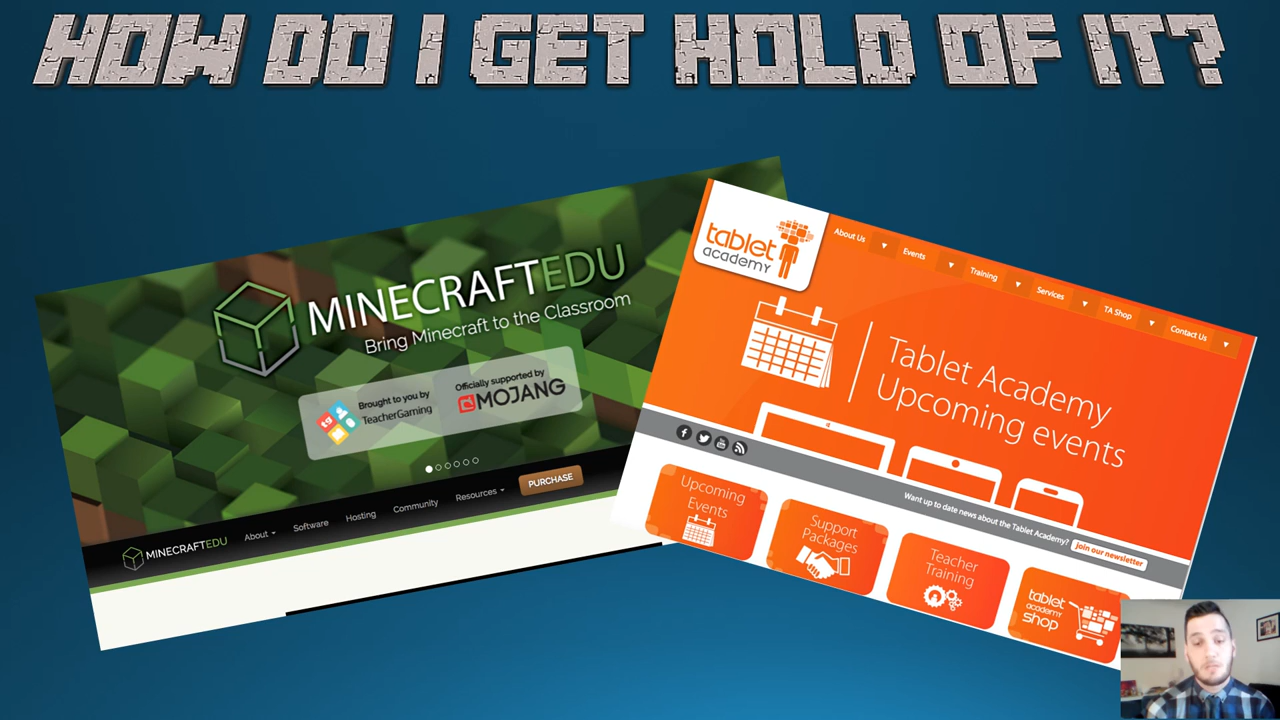 HOW DO I GET HOLD OF IT?
MINECRAFTEDU
Bring Minecraft to the Classroom
Brought to you by
TeacherGaming
Officially supported by
MOJANG
MINECRAFTEDU
About
Software
Hosting
Community
Resources
PURCHASE
tablet
academy
About Us
Events
Training
Services
TA Shop
Contact Us
Tablet Academy
Upcoming events
Want up to date news about the Tablet Academy?
join our newsletter
Upcoming
Events
Support
Packages
Teacher
Training
tablet
academy
shop